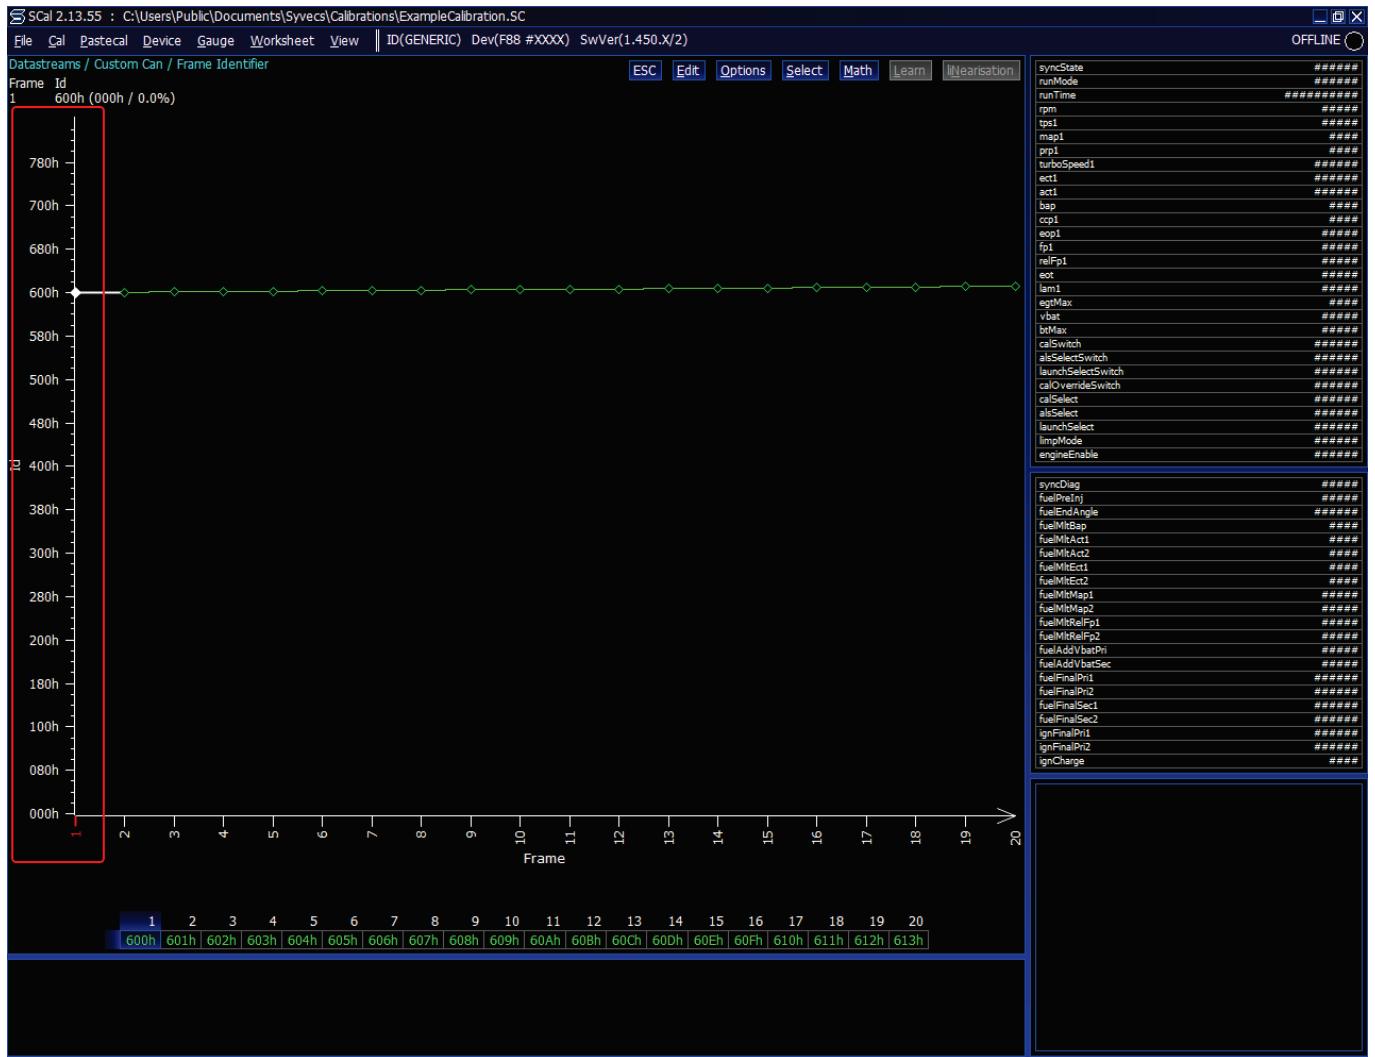 SCal 2.13.55 : C:\Users\Public\Documents\Syvecs\Calibrations\ExampleCalibration.SC
File Cal Pastecal Device Gauge Worksheet View ID(GENERIC) Dev(F88 #XXXX) SwVer(1.450.X/2) OFFLINE
Datastreams / Custom Can / Frame Identifier
ESC Edit Options Select Math Learn liNearisation
Frame Id
1 600h (000h / 0.0%)
780h
700h
680h
600h
580h
500h
480h
400h
380h
300h
280h
200h
180h
100h
080h
000h
Id
1 2 3 4 5 6 7 8 9 10 11 12 13 14 15 16 17 18 19 20
Frame
1 2 3 4 5 6 7 8 9 10 11 12 13 14 15 16 17 18 19 20
600h 601h 602h 603h 604h 605h 606h 607h 608h 609h 60Ah 60Bh 60Ch 60Dh 60Eh 60Fh 610h 611h 612h 613h
syncState ######
runMode ######
runTime ##########
rpm #####
tps1 #####
map1 ####
prp1 ####
turboSpeed1 ######
ect1 ######
act1 ######
bap ####
ccp1 ####
eop1 #####
fp1 #####
relFp1 #####
eot #####
lam1 #####
egtMax ####
vbat #####
btMax ####
calSwitch ######
alsSelectSwitch ######
launchSelectSwitch ######
calOverrideSwitch ######
calSelect ######
alsSelect ######
launchSelect ######
limpMode ######
engineEnable ######
syncDiag #####
fuelPreInj #####
fuelEndAngle ######
fuelMltBap ####
fuelMltAct1 ####
fuelMltAct2 ####
fuelMltEct1 ####
fuelMltEct2 ####
fuelMltMap1 #####
fuelMltMap2 #####
fuelMltRelFp1 #####
fuelMltRelFp2 #####
fuelAddVbatPri #####
fuelAddVbatSec #####
fuelFinalPri1 ######
fuelFinalPri2 ######
fuelFinalSec1 ######
fuelFinalSec2 ######
ignFinalPri1 ######
ignFinalPri2 ######
ignCharge ####